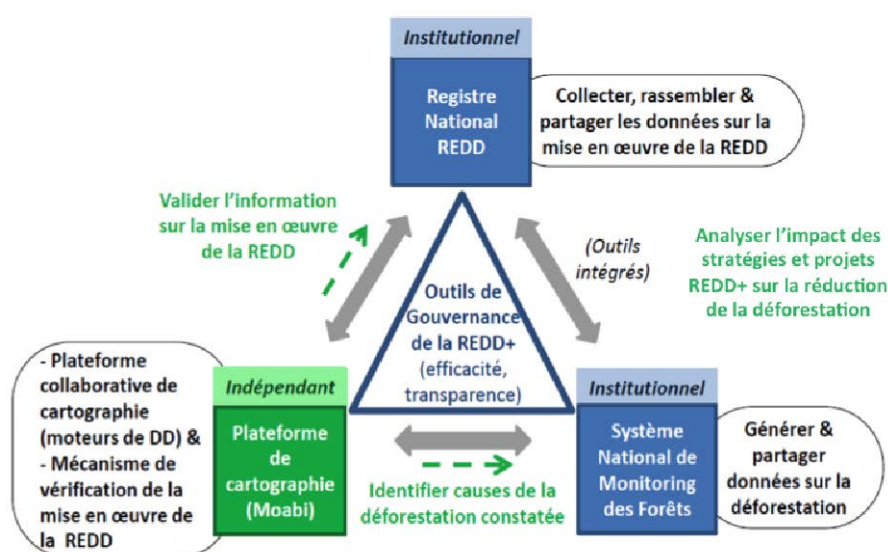 Institutionnel
Registre
National
REDD
Collecter, rassembler &
partager les données sur la
mise en œuvre de la REDD
Valider l’information
sur la mise en œuvre
de la REDD
(Outils
intégrés)
Analyser l’impact des
stratégies et projets
REDD+ sur la réduction
de la déforestation
Outils de
Gouvernance
de la REDD+
(efficacité,
transparence)
- Plateforme
collaborative de
cartographie
(moteurs de DD) &
- Mécanisme de
vérification de la
mise en œuvre de
la REDD
Indépendant
Plateforme
de
cartographie
(Moabi)
Identifier causes de la
déforestation constatée
Institutionnel
Système
National de
Monitoring
des Forêts
Générer &
partager
données sur la
déforestation